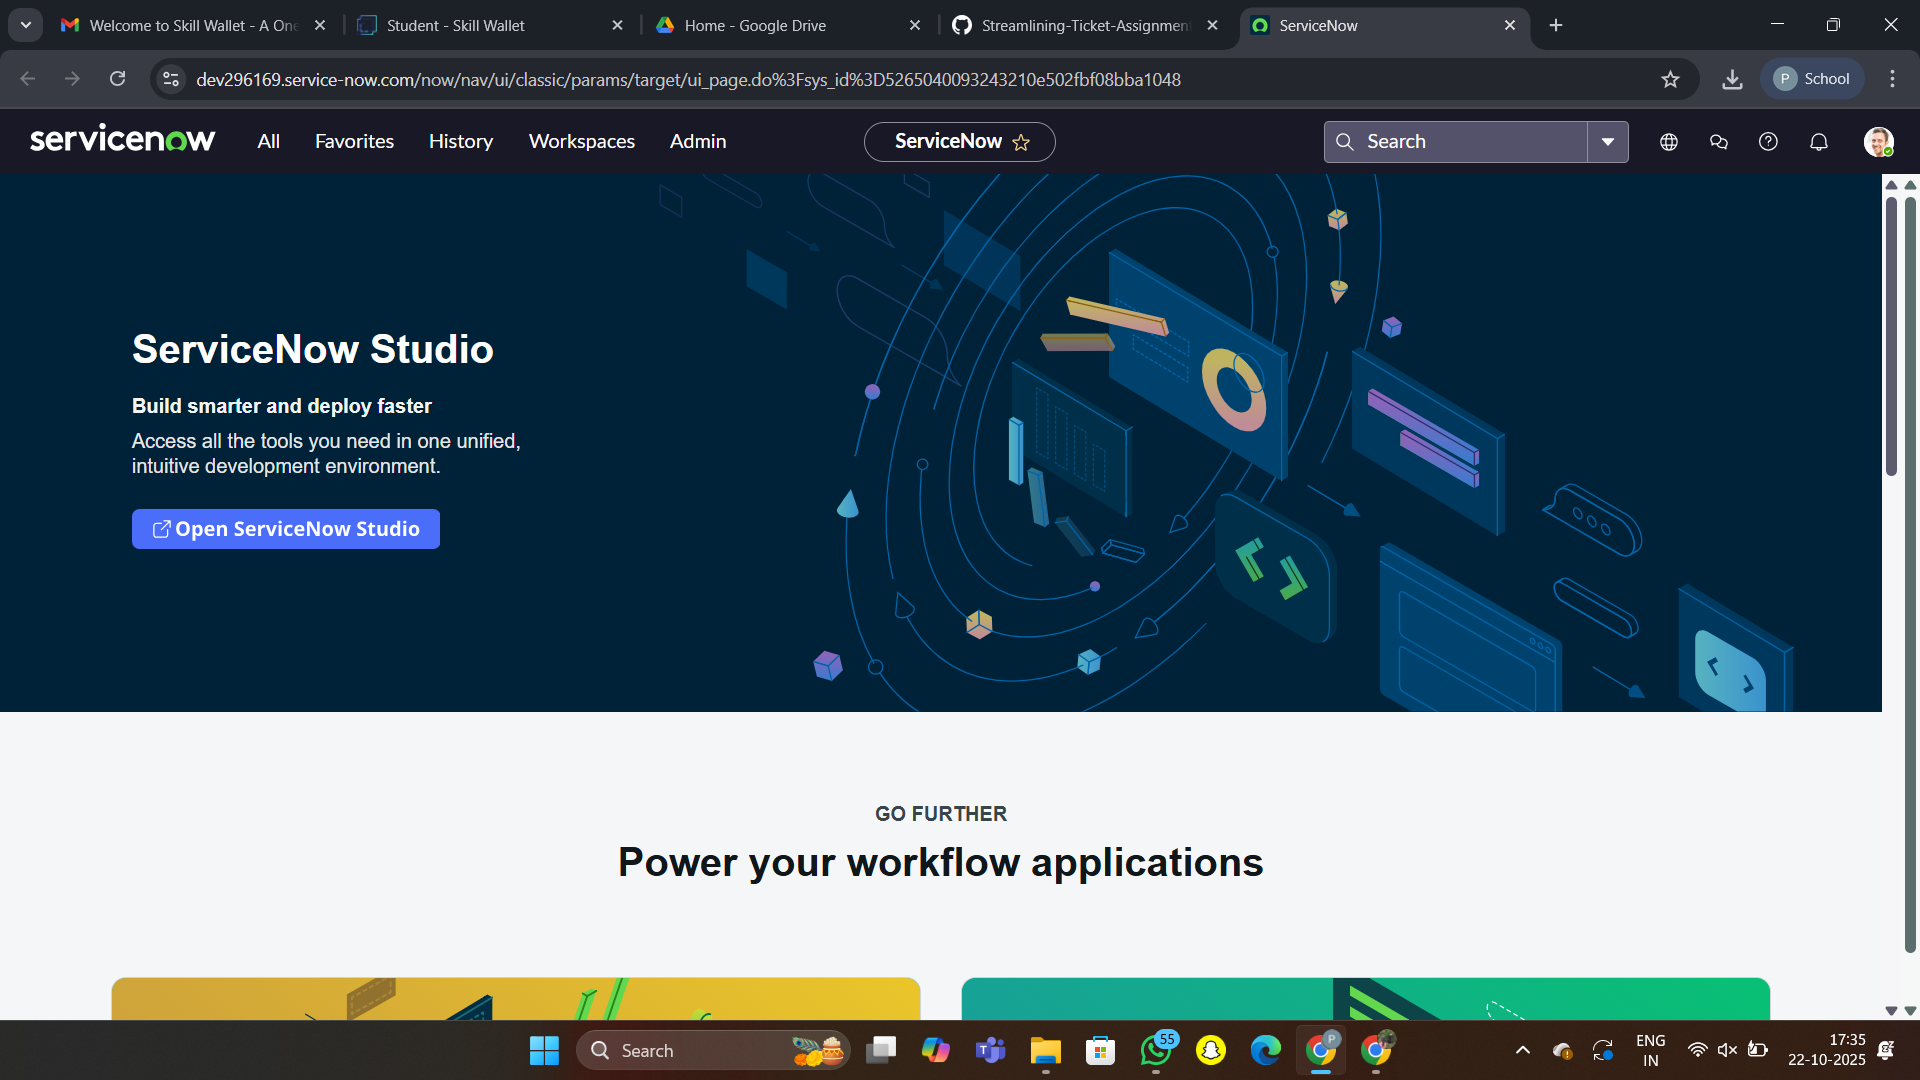 Welcome to Skill Wallet - A One
Student - Skill Wallet
Home - Google Drive
Streamlining-Ticket-Assignment
ServiceNow
dev296169.service-now.com/now/nav/ui/classic/params/target/ui_page.do%3Fsys_id%3D5265040093243210e502fbf08bba1048
P School
servicenow
All
Favorites
History
Workspaces
Admin
ServiceNow
Search
ServiceNow Studio
Build smarter and deploy faster
Access all the tools you need in one unified,
intuitive development environment.
Open ServiceNow Studio
GO FURTHER
Power your workflow applications
Search
55
P
ENG
IN
17:35
22-10-2025